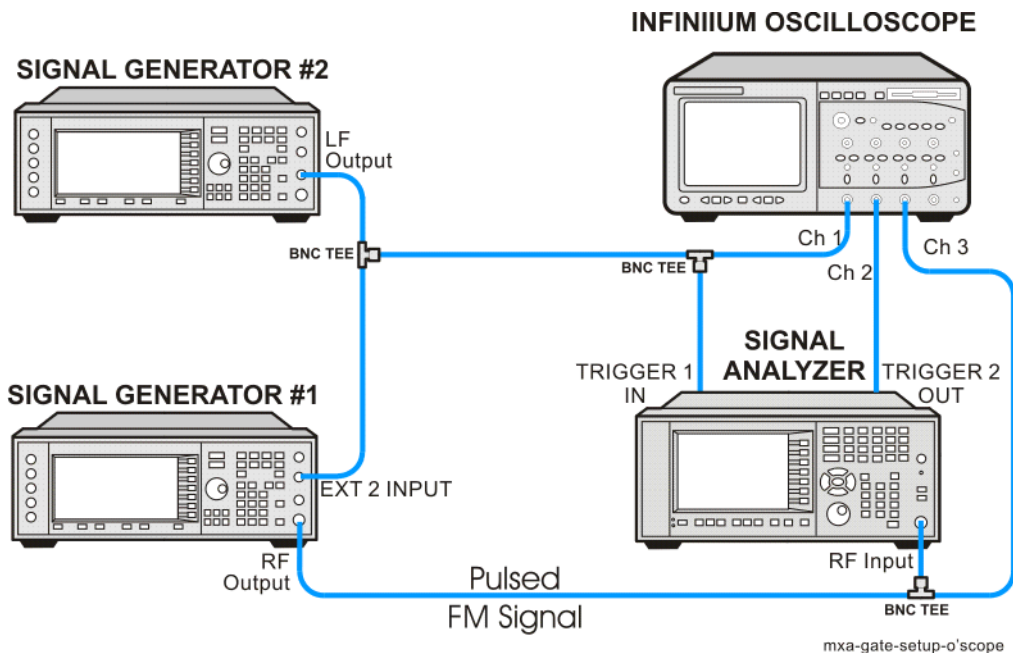 INFINIIUM OSCILLOSCOPE
SIGNAL GENERATOR #2
LF
Output
BNC TEE
BNC TEE
Ch 1
Ch 2
Ch 3
SIGNAL
ANALYZER
TRIGGER 1
IN
TRIGGER 2
OUT
SIGNAL GENERATOR #1
EXT 2 INPUT
RF
Output
Pulsed
FM Signal
RF Input
BNC TEE
mxa-gate-setup-o'scope